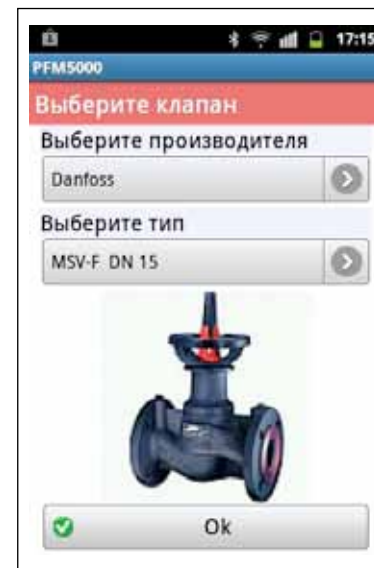 17:15
PFM5000
Выберите клапан
Выберите производителя
Danfoss
Выберите тип
MSV-F DN 15
Ok